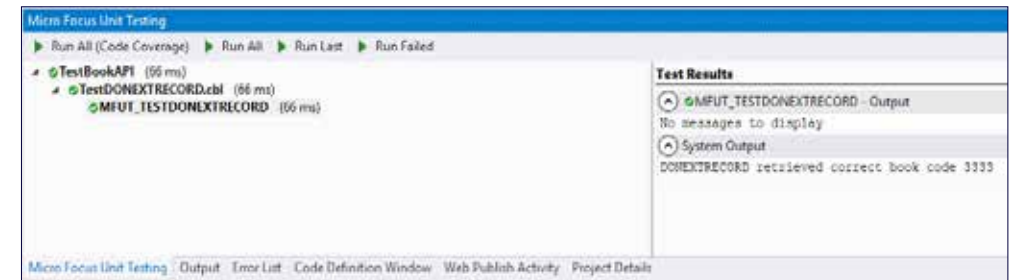 Micro Focus Unit Testing
Run All (Code Coverage) Run All Run Last Run Failed
TestBookAPI (66 ms)
TestDONEXTRECORD.cbl (66 ms)
MFUT_TESTDONEXTRECORD (66 ms)
Test Results
MFUT_TESTDONEXTRECORD - Output
No messages to display
System Output
DONEXTRECORD retrieved correct book code 3333
Micro Focus Unit Testing Output Error List Code Definition Window Web Publish Activity Project Details